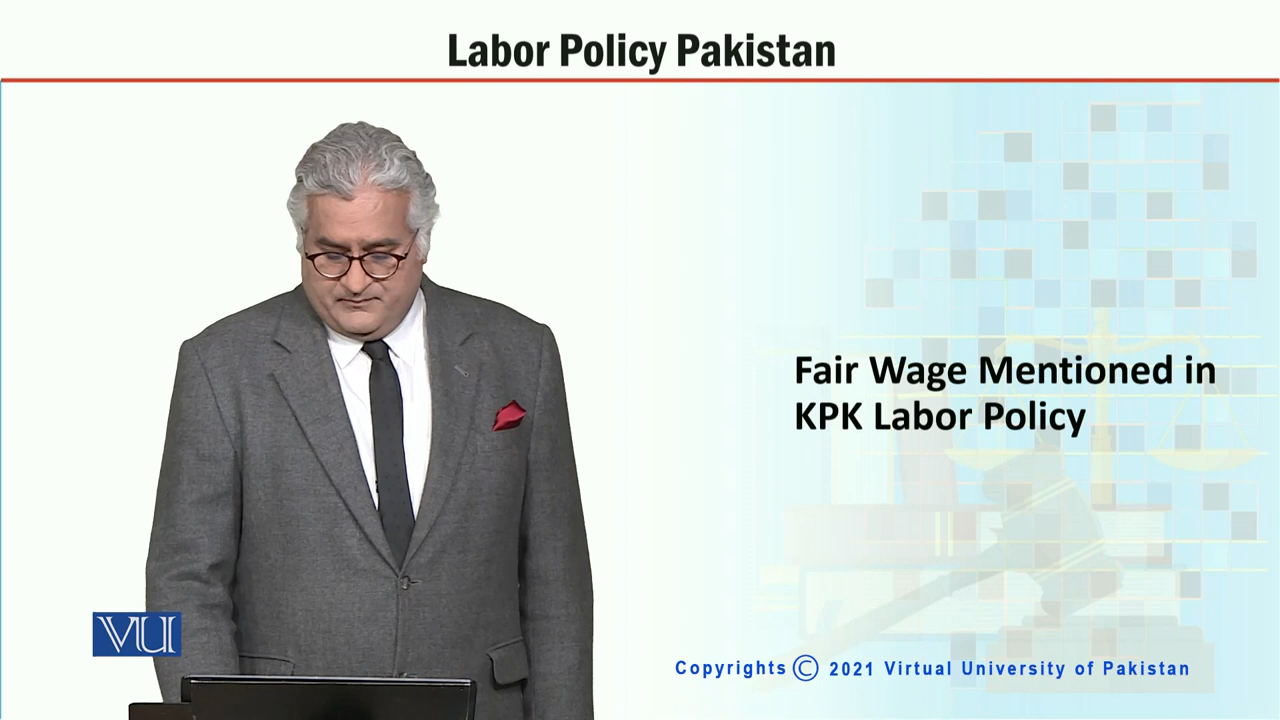 Labor Policy Pakistan
Fair Wage Mentioned in
KPK Labor Policy
VU
Copyrights © 2021 Virtual University of Pakistan